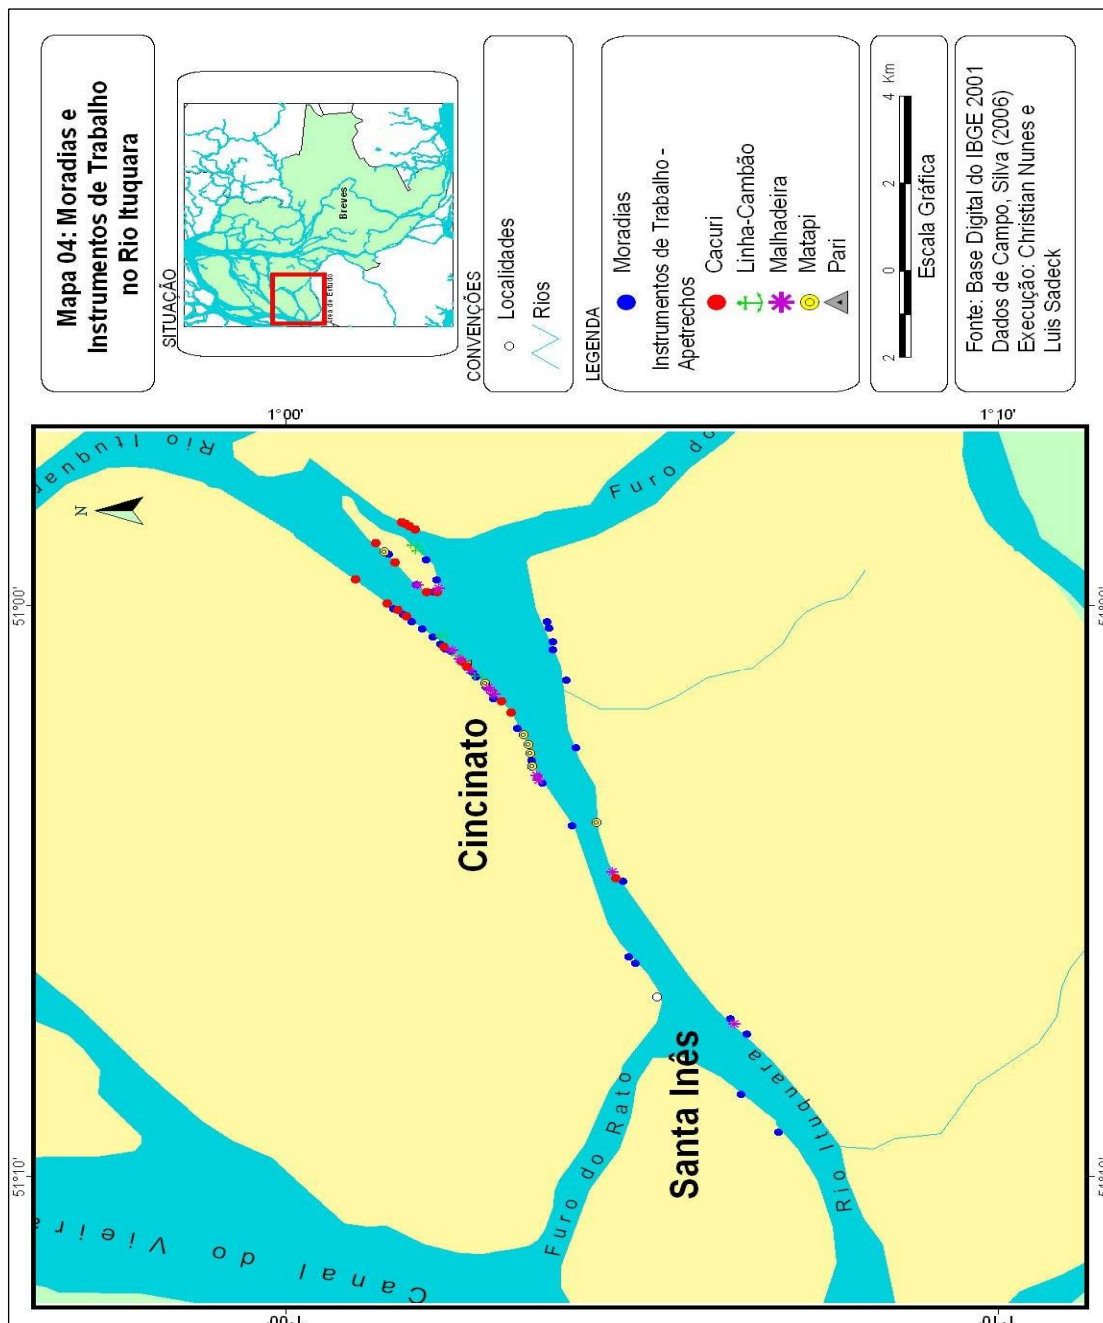 Mapa 04: Moradias e
Instrumentos de Trabalho
no Rio Ituquara
SITUAÇÃO
Breves
Área de Estudo
CONVENÇÕES
Localidades
Rios
LEGENDA
Moradias
Instrumentos de Trabalho -
Apetrechos
Cacuri
Linha-Cambão
Malhadeira
Matapi
Pari
2 0 2 4 Km
Escala Gráfica
Fonte: Base Digital do IBGE 2001
Dados de Campo, Silva (2006)
Execução: Christian Nunes e
Luis Sadeck
1°00'
1°10'
51°00'
51°10'
N
Furo do
Cincinato
Santa Inês
Furo do Rato
Rio Ituquara
Canal do Vieira